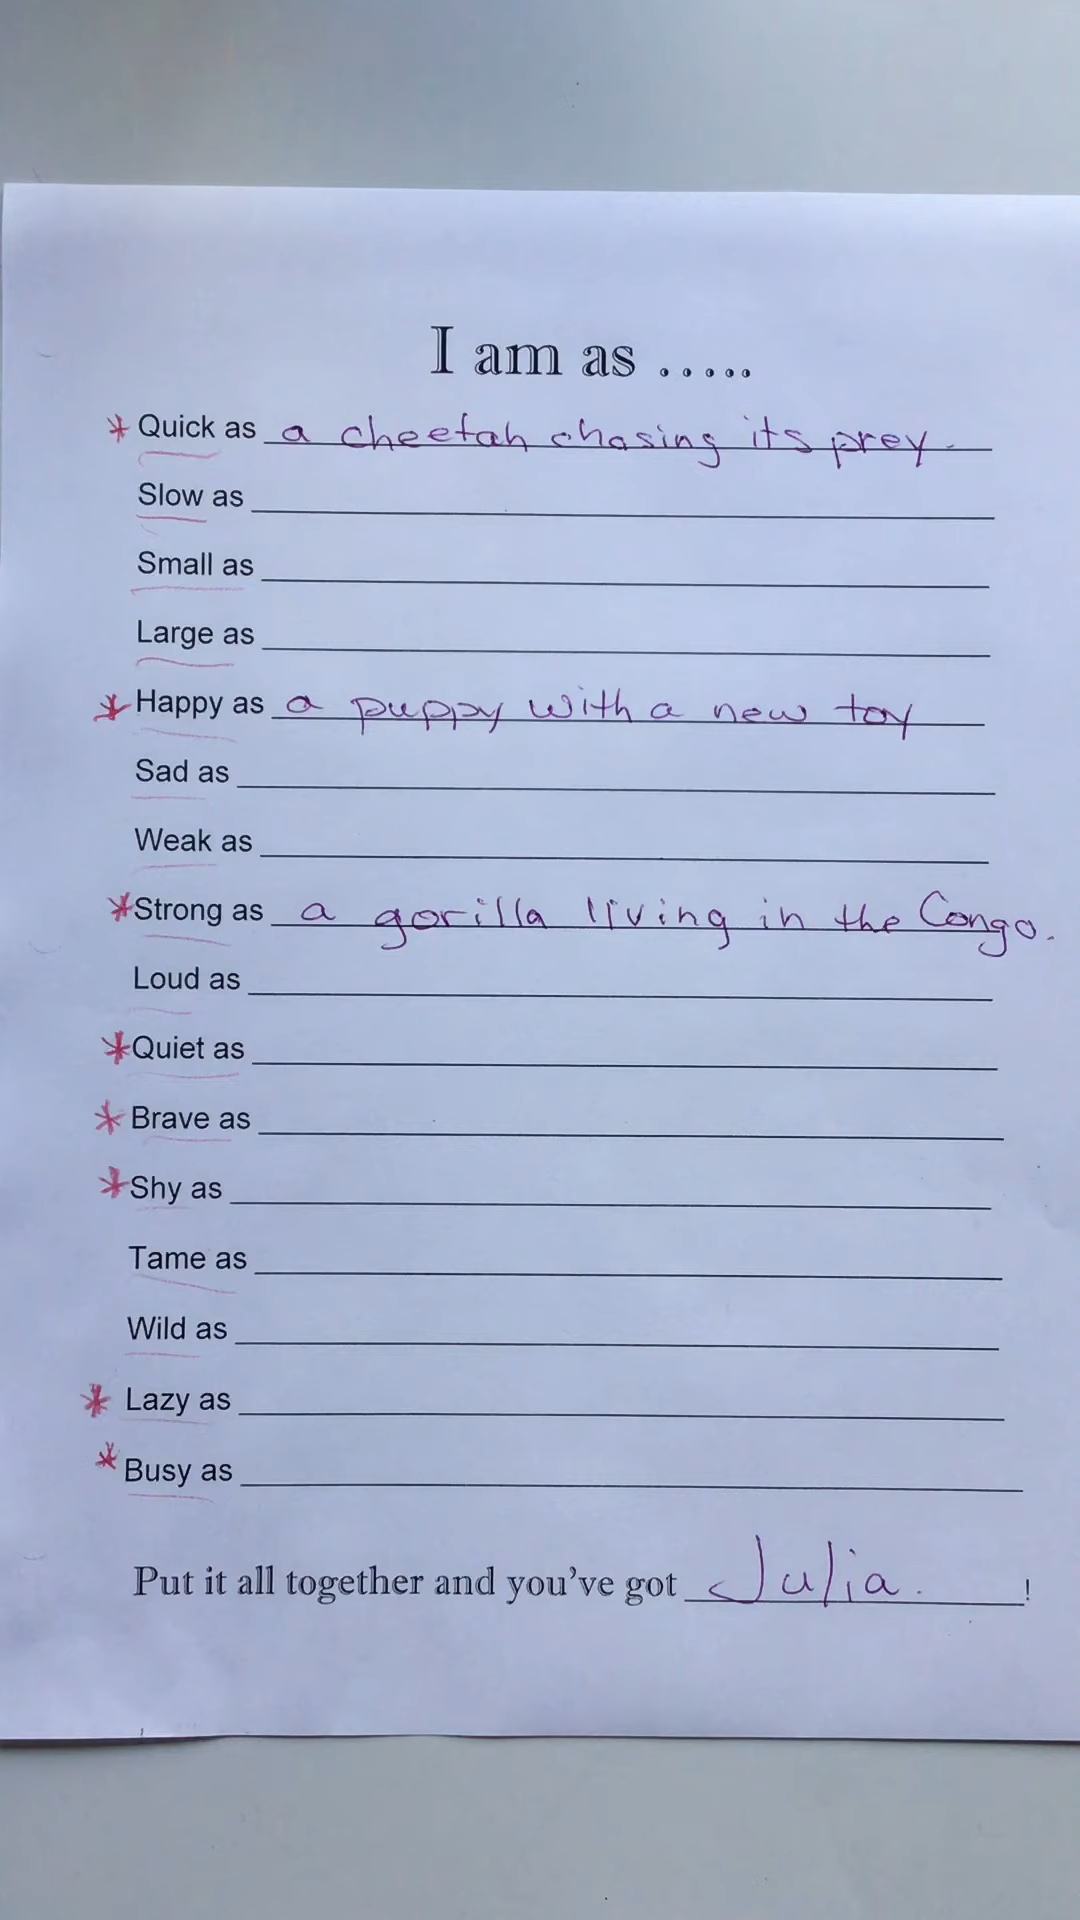 I am as .....
* Quick as a cheetah chasing its prey.
Slow as
Small as
Large as
* Happy as a puppy with a new toy
Sad as
Weak as
* Strong as a gorilla living in the Congo.
Loud as
* Quiet as
* Brave as
* Shy as
Tame as
Wild as
* Lazy as
* Busy as
Put it all together and you've got Julia. !